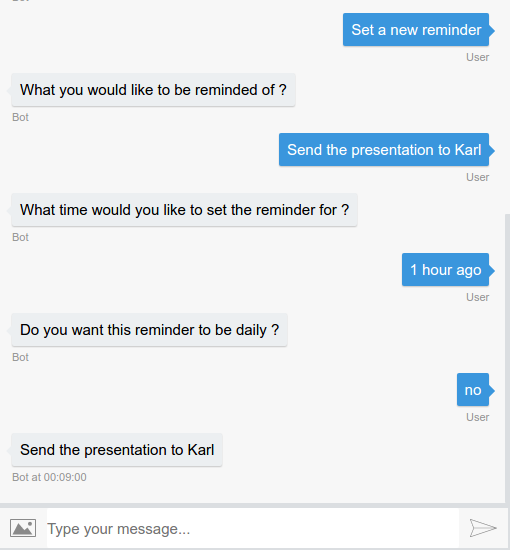 Set a new reminder
User
What you would like to be reminded of ?
Bot
Send the presentation to Karl
User
What time would you like to set the reminder for ?
Bot
1 hour ago
User
Do you want this reminder to be daily ?
Bot
no
User
Send the presentation to Karl
Bot at 00:09:00
Type your message...